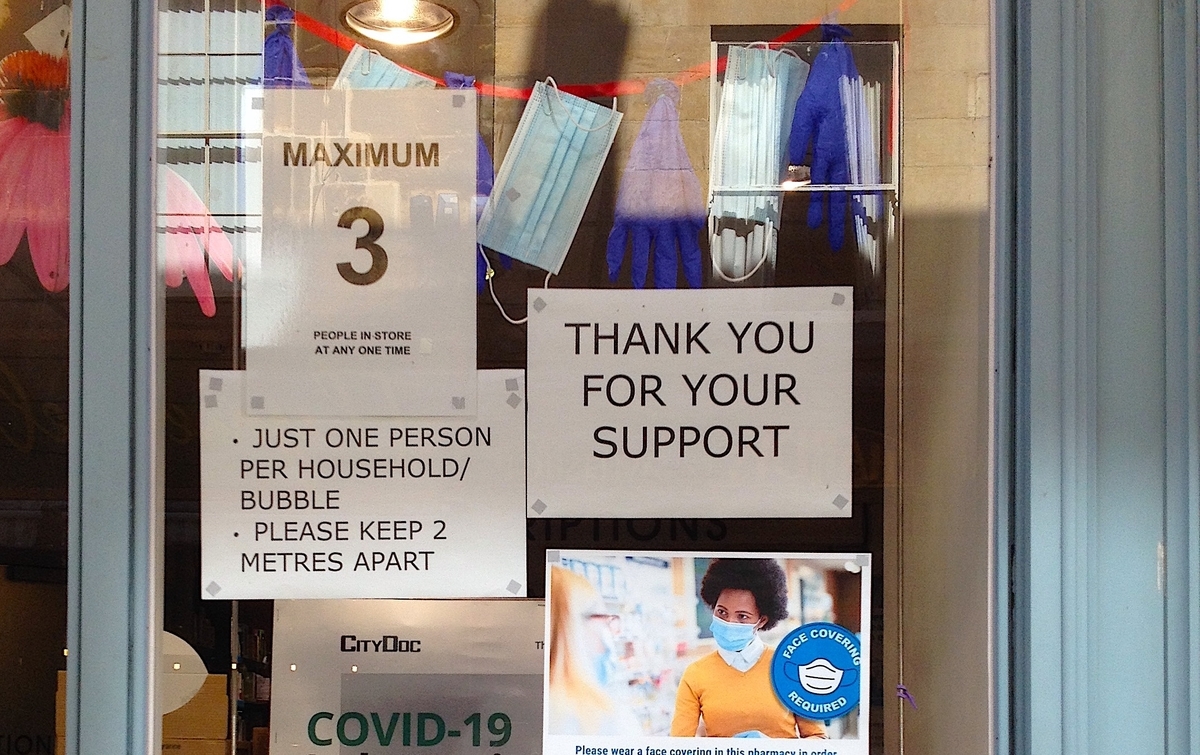 MAXIMUM
3
PEOPLE IN STORE
AT ANY ONE TIME
• JUST ONE PERSON
PER HOUSEHOLD/
BUBBLE
• PLEASE KEEP 2
METRES APART
THANK YOU
FOR YOUR
SUPPORT
CITYDOC
COVID-19
FACE COVERING
REQUIRED
Please wear a face covering in this pharmacy in order